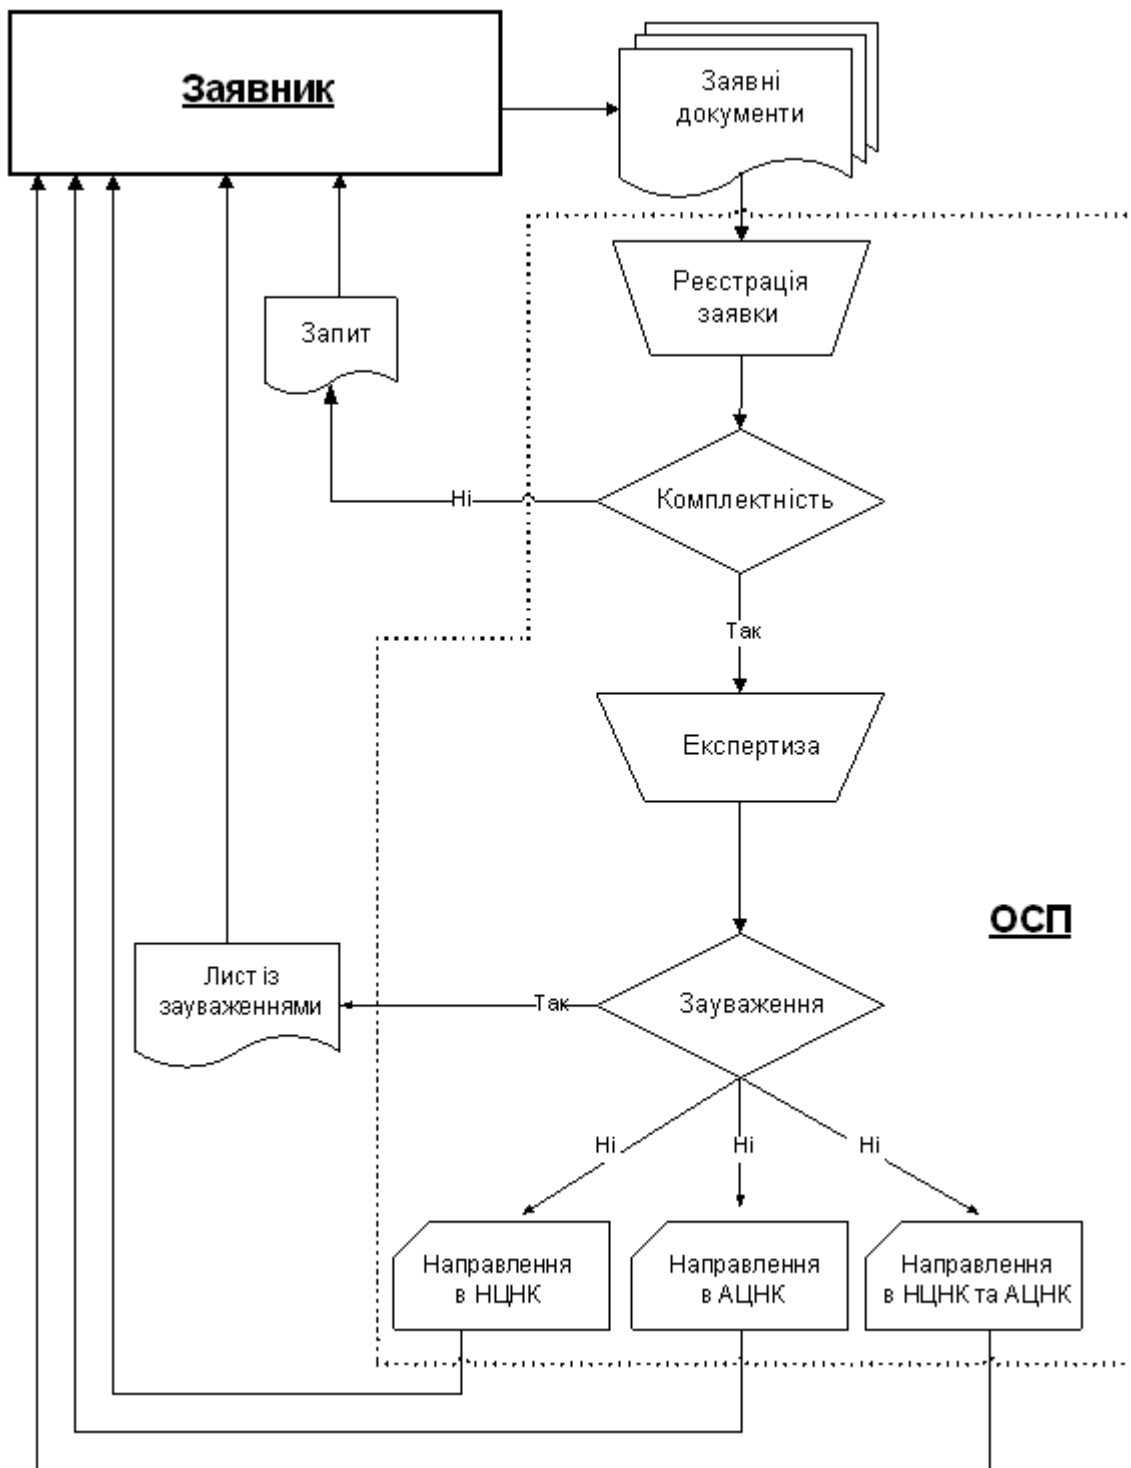 Заявник
Заявні
документи
Реєстрація
заявки
Запит
Комплектність
Ні
Так
Експертиза
ОСП
Лист із
зауваженнями
Так
Зауваження
Ні
Ні
Ні
Направлення
в НЦНК
Направлення
в АЦНК
Направлення
в НЦНК та АЦНК